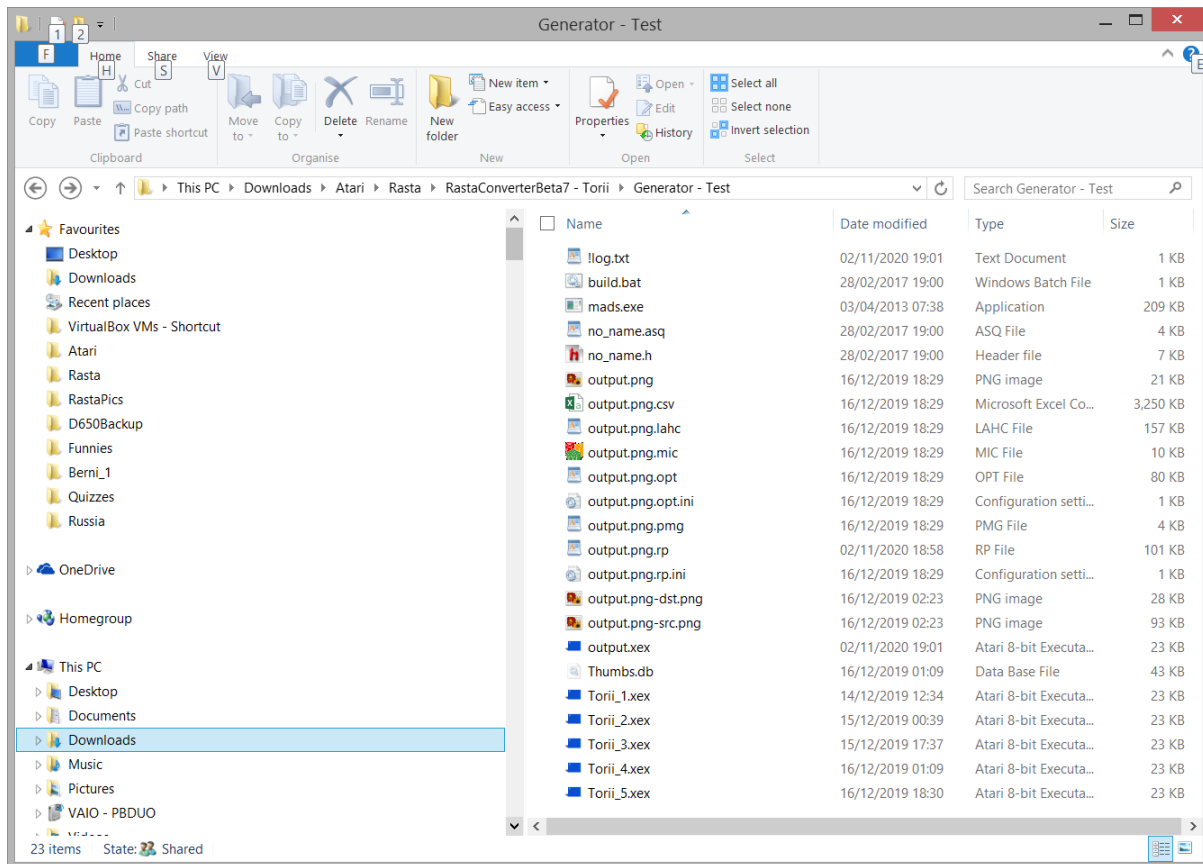 Generator - Test
1 2
F Home Share View
H S V E
Copy Paste Cut Copy path Paste shortcut Move to Copy to Delete Rename New folder New item Easy access Properties Open Edit History Select all Select none Invert selection
Clipboard Organise New Open Select
This PC Downloads Atari Rasta RastaConverterBeta7 - Torii Generator - Test Search Generator - Test
Favourites
Desktop
Downloads
Recent places
VirtualBox VMs - Shortcut
Atari
Rasta
RastaPics
D650Backup
Funnies
Berni_1
Quizzes
Russia
OneDrive
Homegroup
This PC
Desktop
Documents
Downloads
Music
Pictures
VAIO - PBDUO
Videos
Name Date modified Type Size
!log.txt 02/11/2020 19:01 Text Document 1 KB
build.bat 28/02/2017 19:00 Windows Batch File 1 KB
mads.exe 03/04/2013 07:38 Application 209 KB
no_name.asq 28/02/2017 19:00 ASQ File 4 KB
no_name.h 28/02/2017 19:00 Header file 7 KB
output.png 16/12/2019 18:29 PNG image 21 KB
output.png.csv 16/12/2019 18:29 Microsoft Excel Co... 3,250 KB
output.png.lahc 16/12/2019 18:29 LAHC File 157 KB
output.png.mic 16/12/2019 18:29 MIC File 10 KB
output.png.opt 16/12/2019 18:29 OPT File 80 KB
output.png.opt.ini 16/12/2019 18:29 Configuration setti... 1 KB
output.png.pmg 16/12/2019 18:29 PMG File 4 KB
output.png.rp 02/11/2020 18:58 RP File 101 KB
output.png.rp.ini 16/12/2019 18:29 Configuration setti... 1 KB
output.png-dst.png 16/12/2019 02:23 PNG image 28 KB
output.png-src.png 16/12/2019 02:23 PNG image 93 KB
output.xex 02/11/2020 19:01 Atari 8-bit Executa... 23 KB
Thumbs.db 16/12/2019 01:09 Data Base File 43 KB
Torii_1.xex 14/12/2019 12:34 Atari 8-bit Executa... 23 KB
Torii_2.xex 15/12/2019 00:39 Atari 8-bit Executa... 23 KB
Torii_3.xex 15/12/2019 17:37 Atari 8-bit Executa... 23 KB
Torii_4.xex 16/12/2019 01:09 Atari 8-bit Executa... 23 KB
Torii_5.xex 16/12/2019 18:30 Atari 8-bit Executa... 23 KB
23 items State: Shared